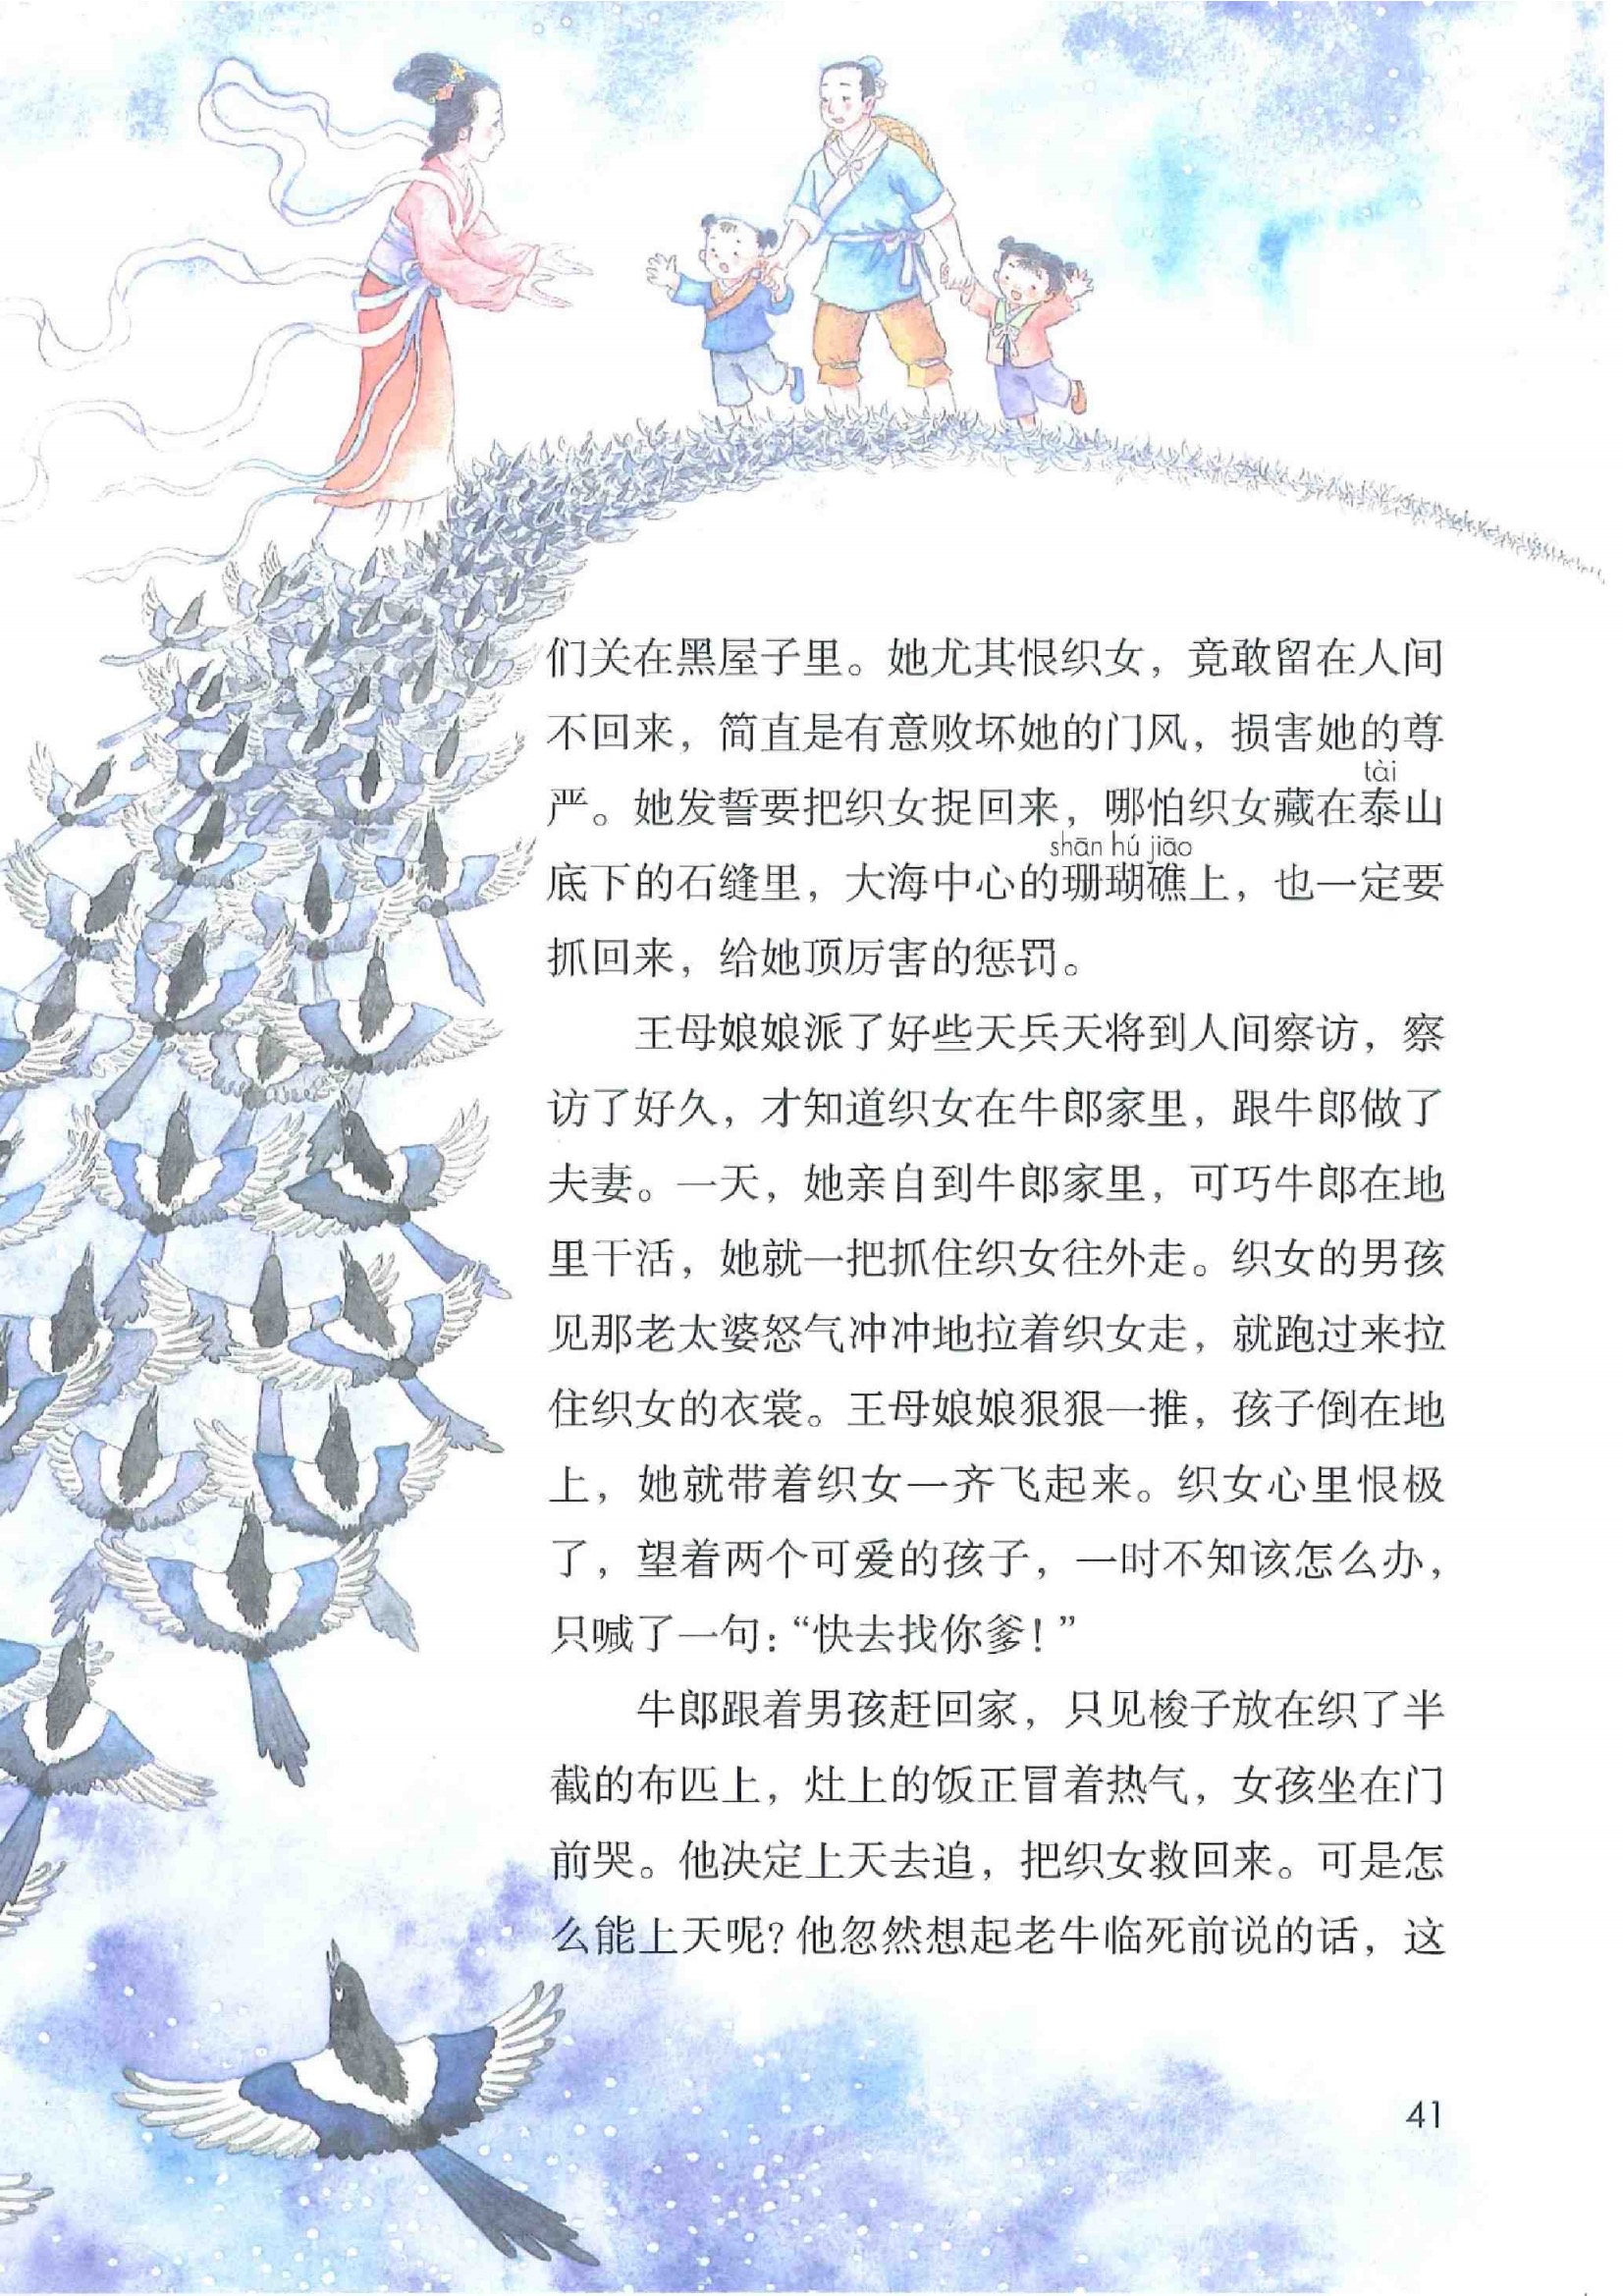 们关在黑屋子里。她尤其恨织女，竟敢留在人间
不回来，简直是有意败坏她的门风，损害她的尊
tài
严。她发誓要把织女捉回来，哪怕织女藏在泰山
shān hú jiāo
底下的石缝里，大海中心的珊瑚礁上，也一定要
抓回来，给她顶厉害的惩罚。
王母娘娘派了好些天兵天将到人间察访，察
访了好久，才知道织女在牛郎家里，跟牛郎做了
夫妻。一天，她亲自到牛郎家里，可巧牛郎在地
里干活，她就一把抓住织女往外走。织女的男孩
见那老太婆怒气冲冲地拉着织女走，就跑过来拉
住织女的衣裳。王母娘娘狠狠一推，孩子倒在地
上，她就带着织女一齐飞起来。织女心里恨极
了，望着两个可爱的孩子，一时不知该怎么办，
只喊了一句：“快去找你爹！”
牛郎跟着男孩赶回家，只见梭子放在织了半
截的布匹上，灶上的饭正冒着热气，女孩坐在门
前哭。他决定上天去追，把织女救回来。可是怎
么能上天呢？他忽然想起老牛临死前说的话，这
41